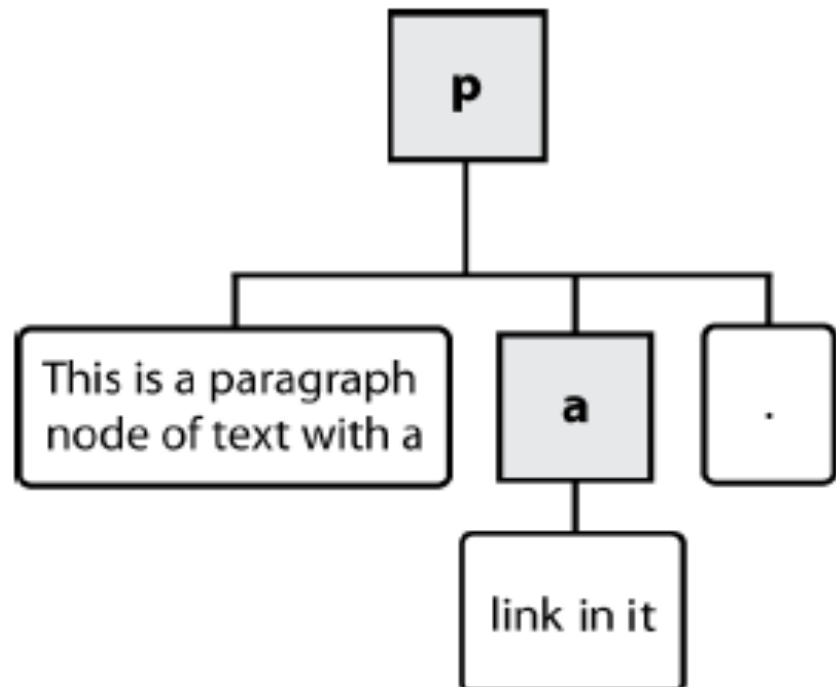 p
This is a paragraph
node of text with a
a
.
link in it